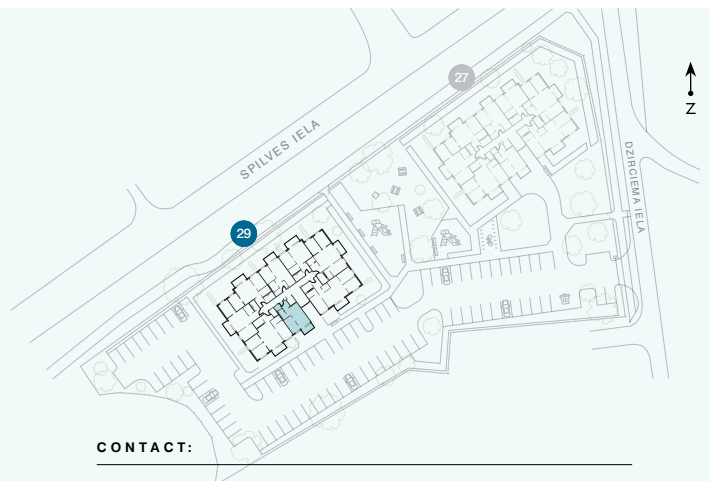 27
Z
SPILVES IELA
DZIRCIEMA IELA
29
CONTACT: